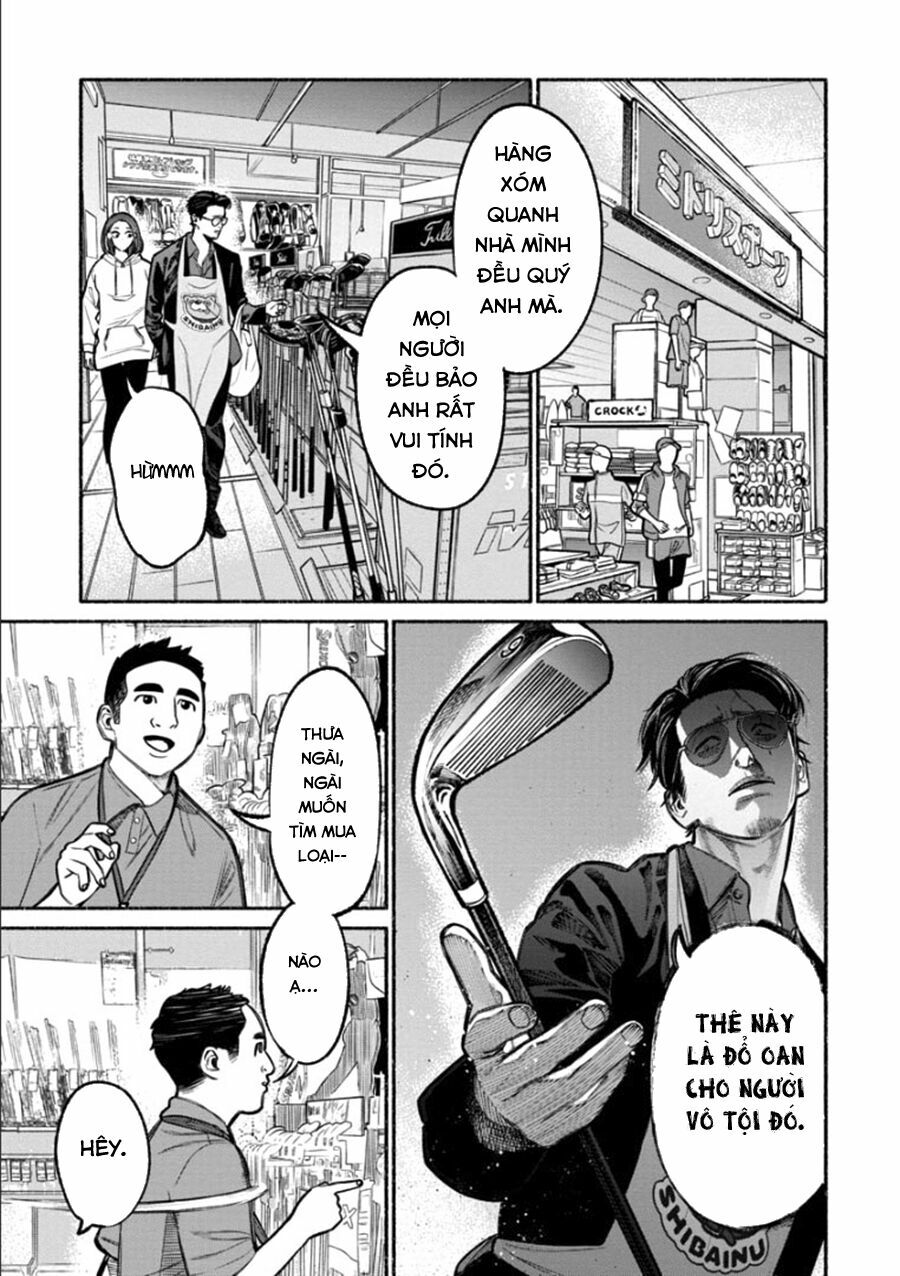 ミドリスポーツ
CROCK
HÀNG
XÓM
QUANH
NHÀ MÌNH
ĐỀU QUÝ
ANH MÀ.
MỌI
NGƯỜI
ĐỀU BẢO
ANH RẤT
VUI TÍNH
ĐÓ.
SHIBAINU
HỪMMM
THƯA
NGÀI,
NGÀI
MUỐN
TÌM MUA
LOẠI--
NÀO
Ạ...
HÊY.
THÊ NÀY
LÀ ĐỔ OAN
CHO NGƯỜI
VÔ TỘI ĐÓ.
SHIBAINU